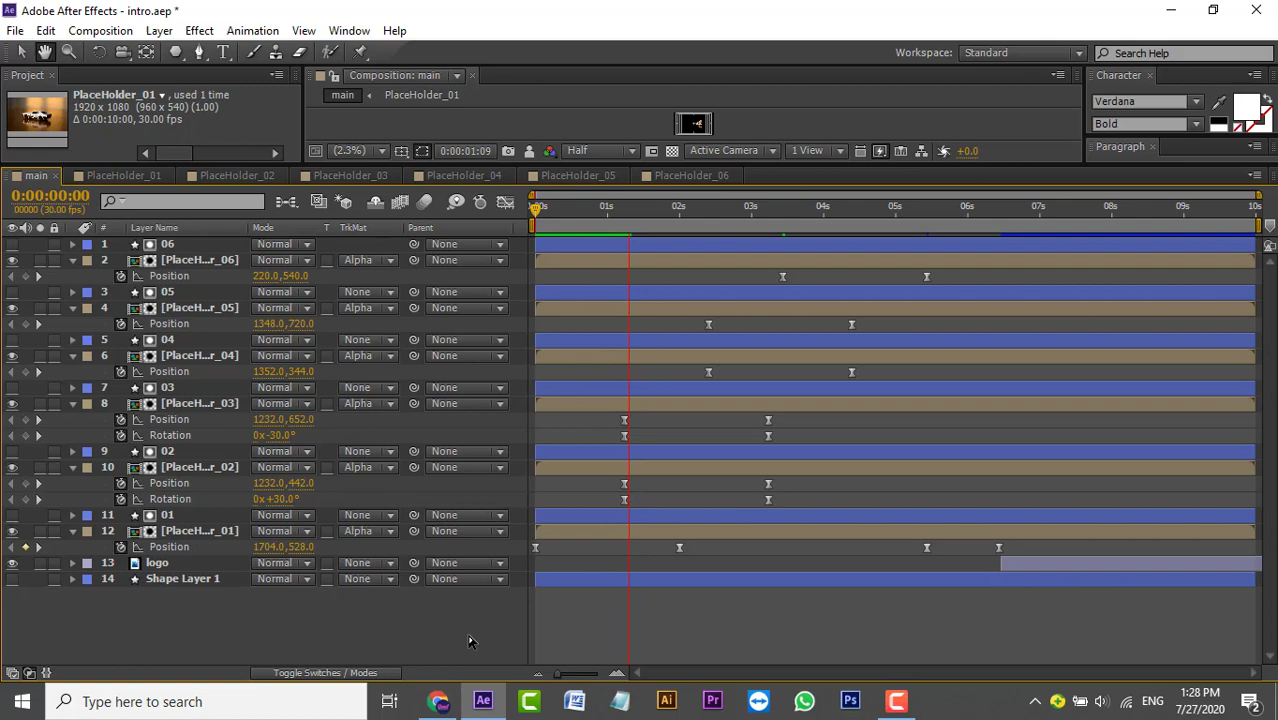 Adobe After Effects - intro.aep *
File Edit Composition Layer Effect Animation View Window Help
Workspace: Standard Search Help
Project Composition: main Character
PlaceHolder_01 , used 1 time
1920 x 1080 (960 x 540) (1.00)
Δ 0:00:10:00, 30.00 fps
main PlaceHolder_01
Verdana
Bold
(2.3%) 0:00:01:09 Half Active Camera 1 View +0.0
Paragraph
main PlaceHolder_01 PlaceHolder_02 PlaceHolder_03 PlaceHolder_04 PlaceHolder_05 PlaceHolder_06
0:00:00:00
00000 (30.00 fps)
:00s 01s 02s 03s 04s 05s 06s 07s 08s 09s 10s
# Layer Name Mode T TrkMat Parent
1 06 Normal None
2 [PlaceH...r_06] Normal Alpha None
Position 220.0,540.0
3 05 Normal None None
4 [PlaceH...r_05] Normal Alpha None
Position 1348.0,720.0
5 04 Normal None None
6 [PlaceH...r_04] Normal Alpha None
Position 1352.0,344.0
7 03 Normal None None
8 [PlaceH...r_03] Normal Alpha None
Position 1232.0,652.0
Rotation 0x-30.0°
9 02 Normal None None
10 [PlaceH...r_02] Normal Alpha None
Position 1232.0,442.0
Rotation 0x+30.0°
11 01 Normal None None
12 [PlaceH...r_01] Normal Alpha None
Position 1704.0,528.0
13 logo Normal None None
14 Shape Layer 1 Normal None None
Toggle Switches / Modes
Type here to search
ENG
1:28 PM
7/27/2020
2